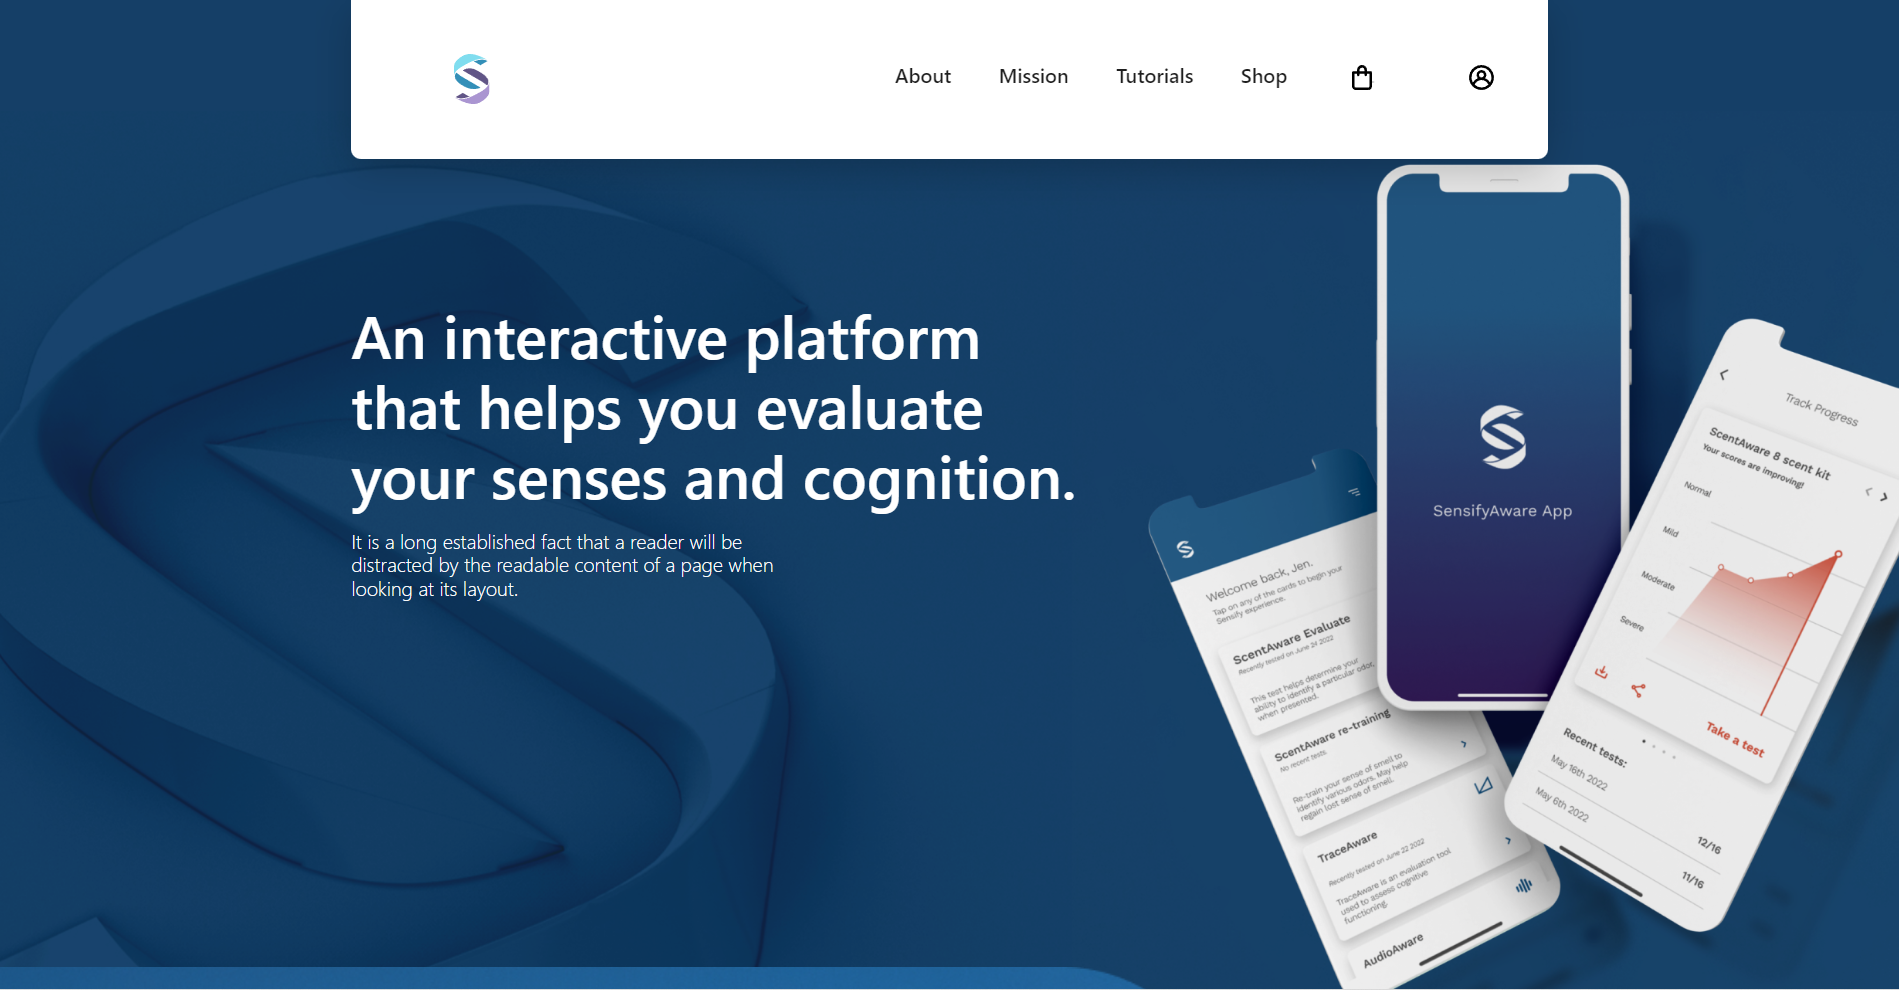 About
Mission
Tutorials
Shop
An interactive platform
that helps you evaluate
your senses and cognition.
It is a long established fact that a reader will be
distracted by the readable content of a page when
looking at its layout.
SensifyAware App
Welcome back, Jen.
Tap on any of the cards to begin your
Sensify experience.
ScentAware Evaluate
Recently tested on June 24 2022
This test helps determine your
ability to identify a particular odor,
when presented.
ScentAware re-training
No recent tests.
Re-train your sense of smell to
identify various odors. May help
regain lost sense of smell.
TraceAware
Recently tested on June 22 2022
TraceAware is an evaluation tool
used to assess cognitive
functioning.
AudioAware
Track Progress
ScentAware 8 scent kit
Your scores are improving!
Normal
Mild
Moderate
Severe
Take a test
Recent tests:
May 16th 2022
12/16
May 6th 2022
11/16